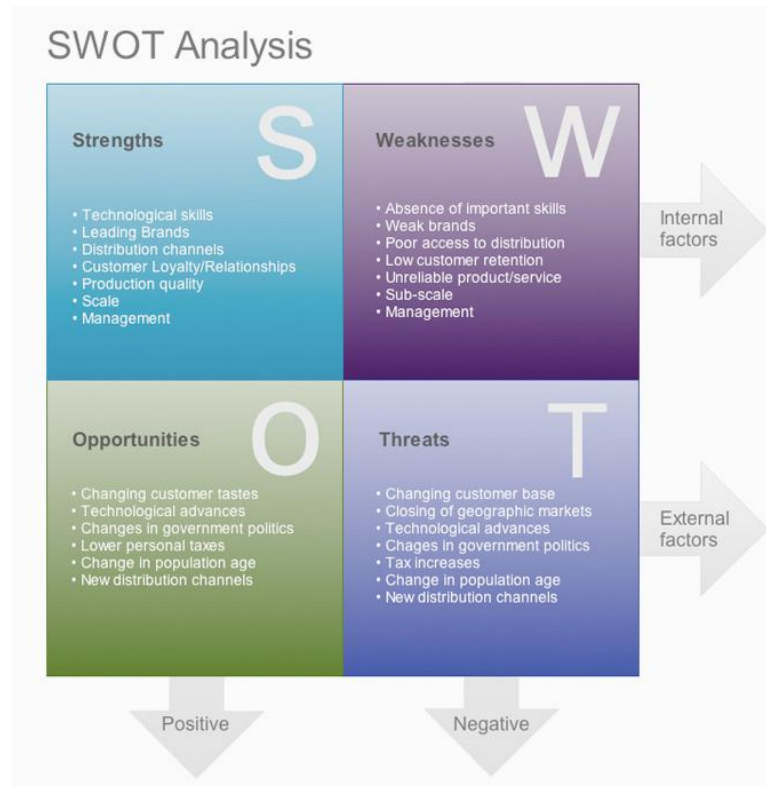 SWOT Analysis
S
Strengths
• Technological skills
• Leading Brands
• Distribution channels
• Customer Loyalty/Relationships
• Production quality
• Scale
• Management
W
Weaknesses
• Absence of important skills
• Weak brands
• Poor access to distribution
• Low customer retention
• Unreliable product/service
• Sub-scale
• Management
Internal
factors
O
Opportunities
• Changing customer tastes
• Technological advances
• Changes in government politics
• Lower personal taxes
• Change in population age
• New distribution channels
T
Threats
• Changing customer base
• Closing of geographic markets
• Technological advances
• Chages in government politics
• Tax increases
• Change in population age
• New distribution channels
External
factors
Positive
Negative